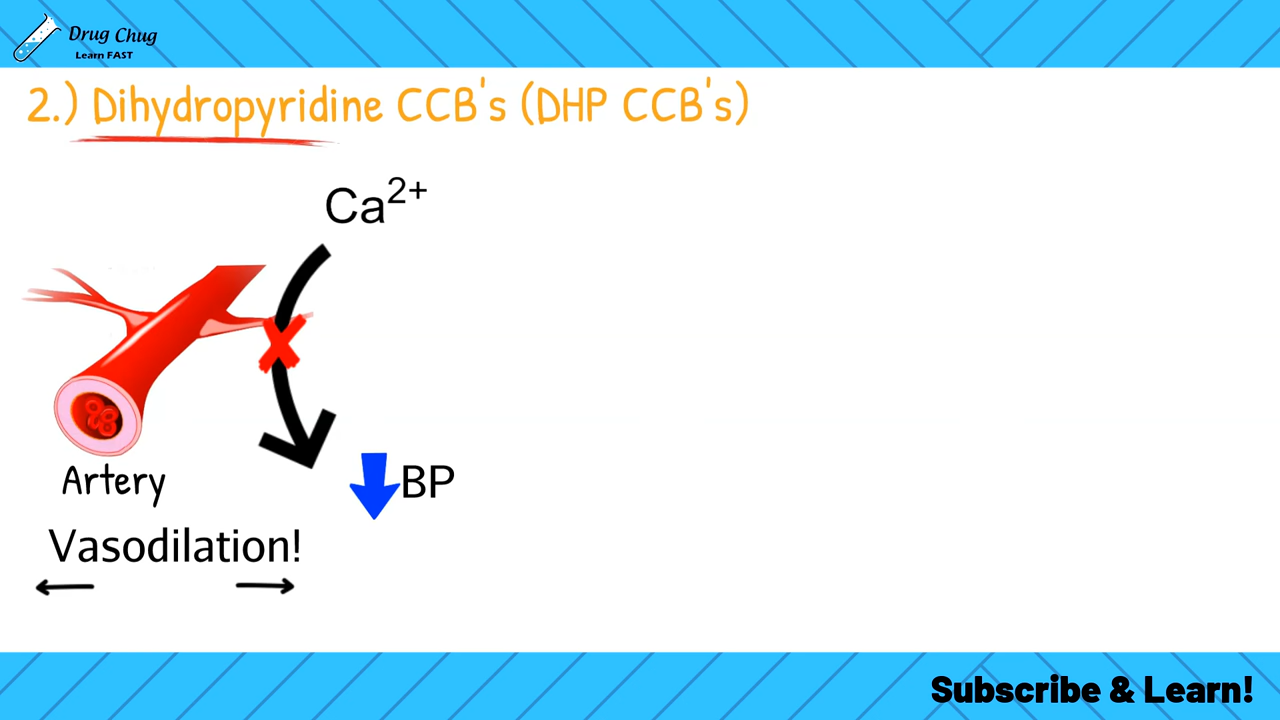 Drug Chug
Learn FAST
2.) Dihydropyridine CCB's (DHP CCB's)
Ca2+
Artery
BP
Vasodilation!
Subscribe & Learn!